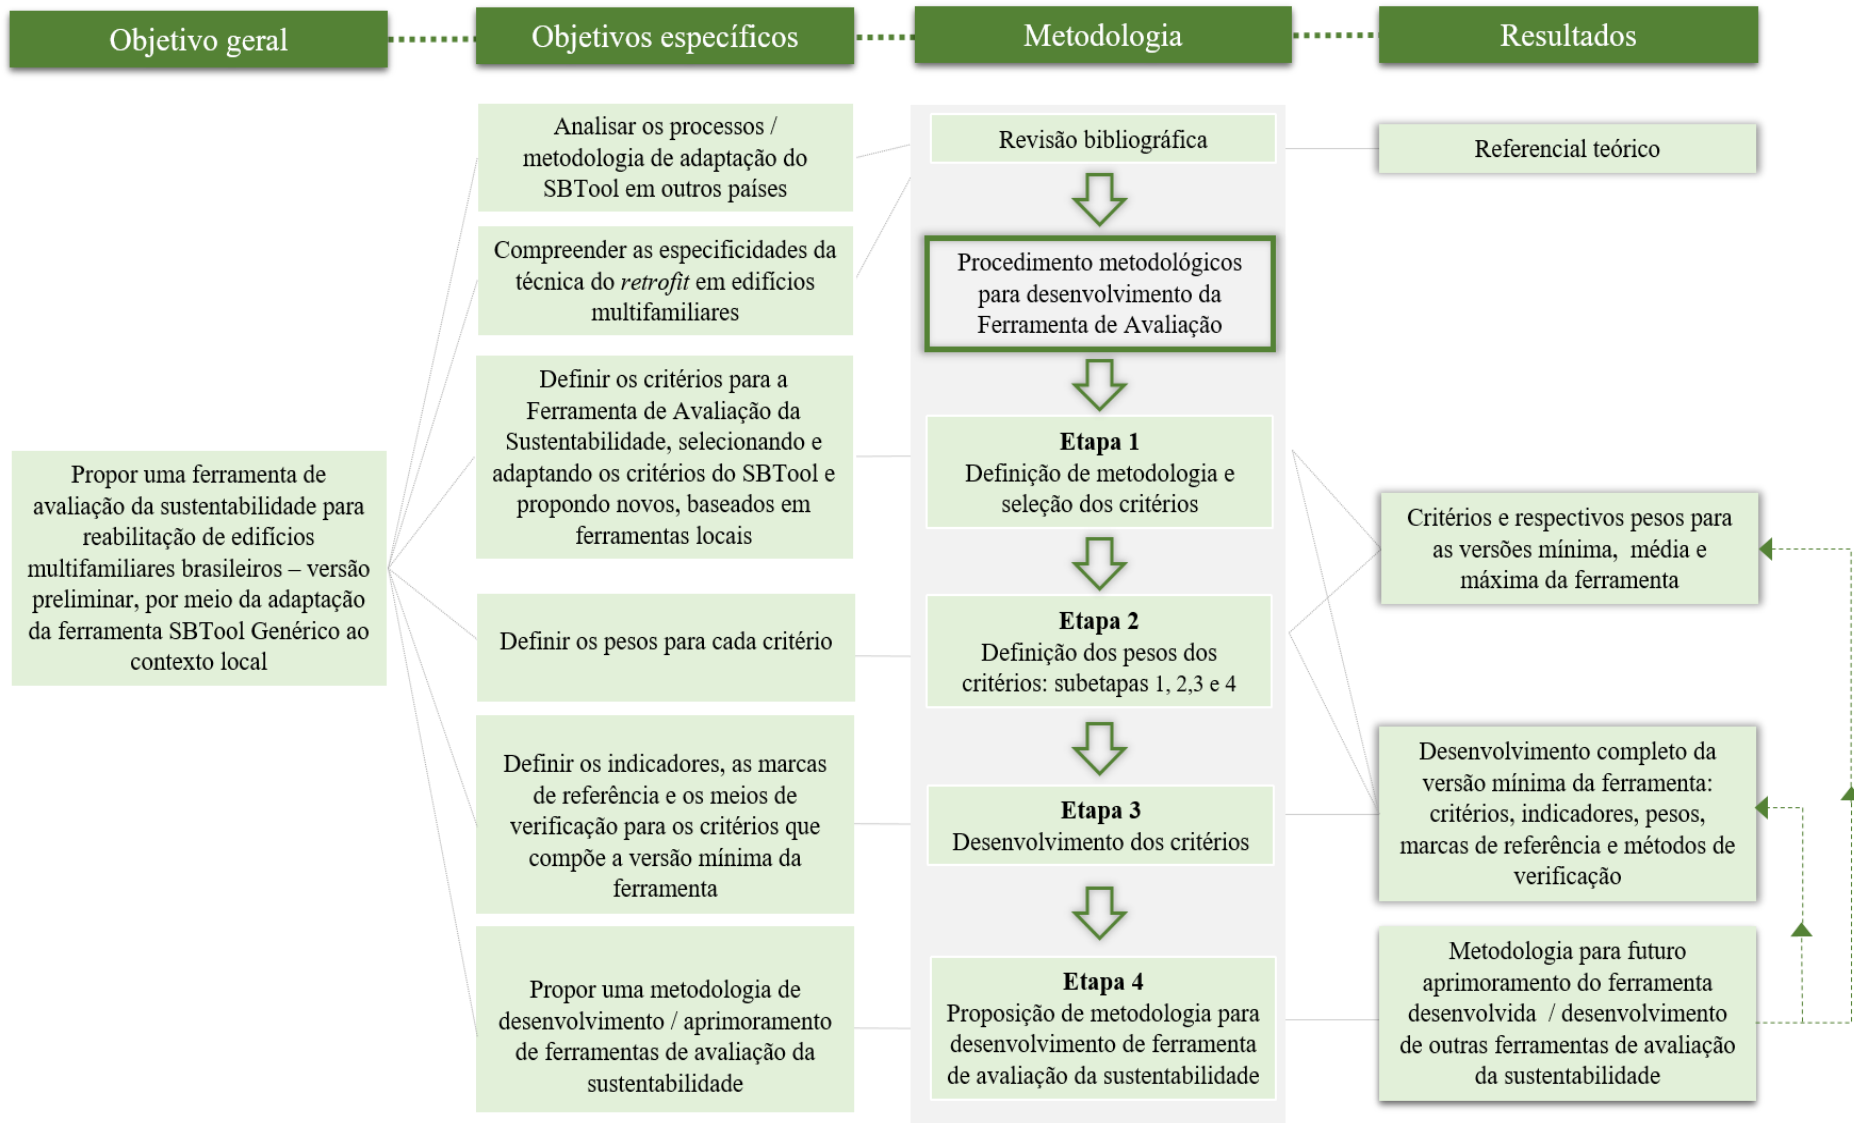 Objetivo geral
Objetivos específicos
Metodologia
Resultados
Propor uma ferramenta de
avaliação da sustentabilidade para
reabilitação de edifícios
multifamiliares brasileiros – versão
preliminar, por meio da adaptação
da ferramenta SBTool Genérico ao
contexto local
Analisar os processos /
metodologia de adaptação do
SBTool em outros países
Compreender as especificidades da
técnica do retrofit em edifícios
multifamiliares
Definir os critérios para a
Ferramenta de Avaliação da
Sustentabilidade, selecionando e
adaptando os critérios do SBTool e
propondo novos, baseados em
ferramentas locais
Definir os pesos para cada critério
Definir os indicadores, as marcas
de referência e os meios de
verificação para os critérios que
compõe a versão mínima da
ferramenta
Propor uma metodologia de
desenvolvimento / aprimoramento
de ferramentas de avaliação da
sustentabilidade
Revisão bibliográfica
Procedimento metodológicos
para desenvolvimento da
Ferramenta de Avaliação
Etapa 1
Definição de metodologia e
seleção dos critérios
Etapa 2
Definição dos pesos dos
critérios: subetapas 1, 2,3 e 4
Etapa 3
Desenvolvimento dos critérios
Etapa 4
Proposição de metodologia para
desenvolvimento de ferramenta
de avaliação da sustentabilidade
Referencial teórico
Critérios e respectivos pesos para
as versões mínima, média e
máxima da ferramenta
Desenvolvimento completo da
versão mínima da ferramenta:
critérios, indicadores, pesos,
marcas de referência e métodos de
verificação
Metodologia para futuro
aprimoramento do ferramenta
desenvolvida / desenvolvimento
de outras ferramentas de avaliação
da sustentabilidade